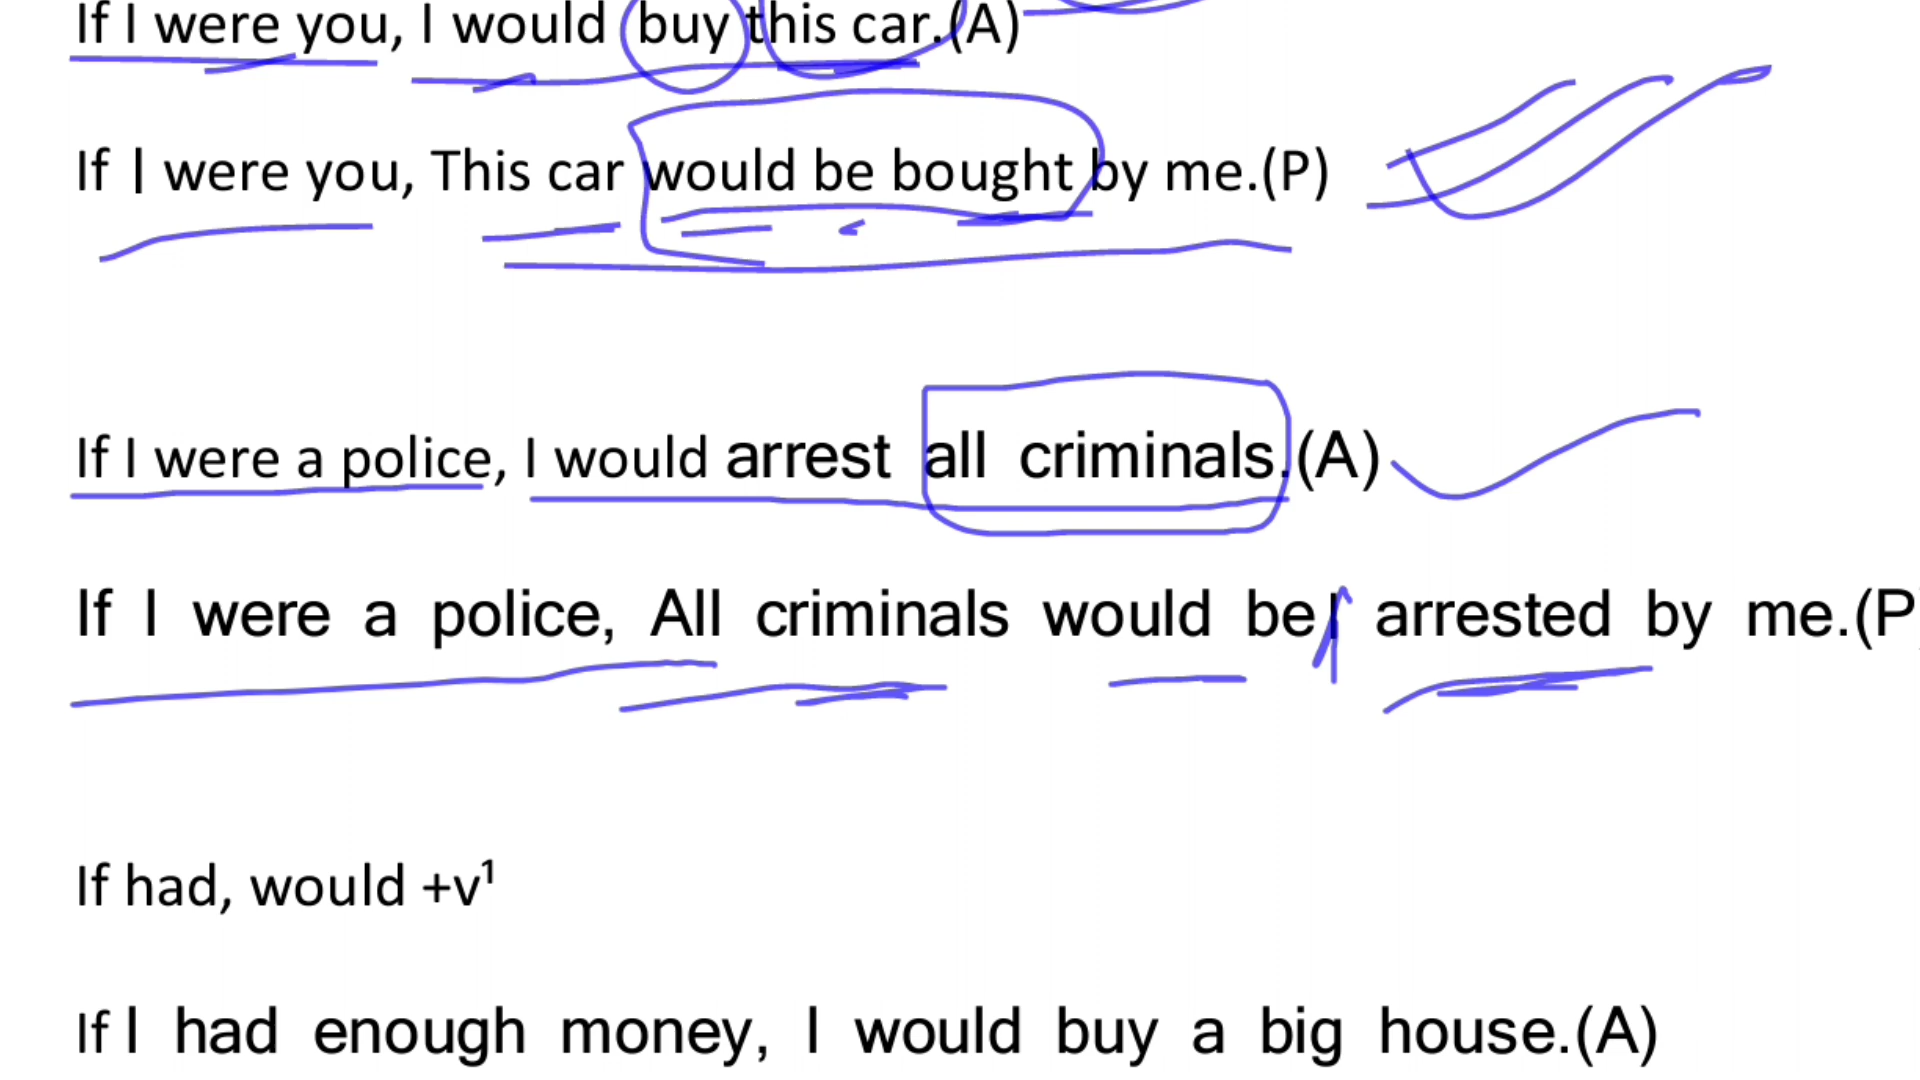 If I were you, I would buy this car.(A)
If I were you, This car would be bought by me.(P)
If I were a police, I would arrest all criminals.(A)
If I were a police, All criminals would be arrested by me.(P
If had, would +v¹
If I had enough money, I would buy a big house.(A)